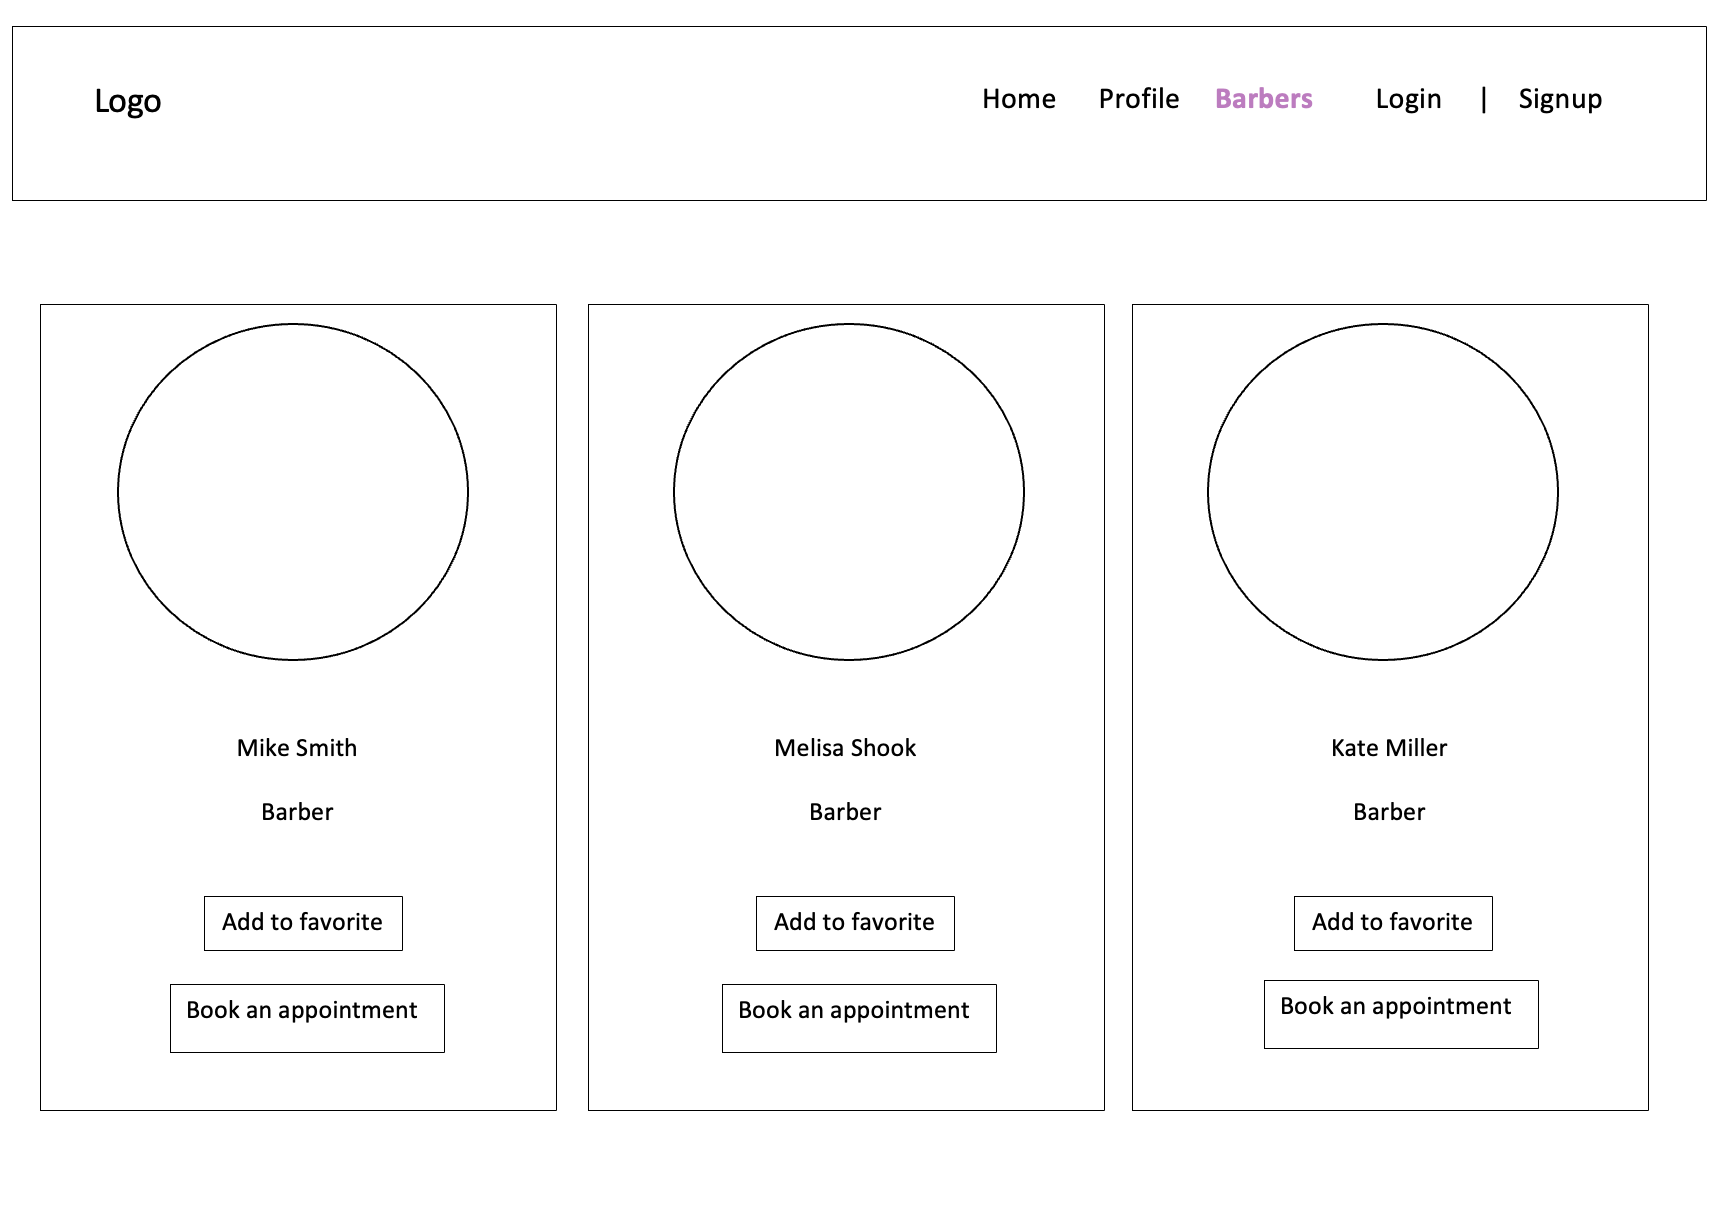 Logo
Home Profile Barbers Login | Signup
Mike Smith
Barber
Add to favorite
Book an appointment
Melisa Shook
Barber
Add to favorite
Book an appointment
Kate Miller
Barber
Add to favorite
Book an appointment